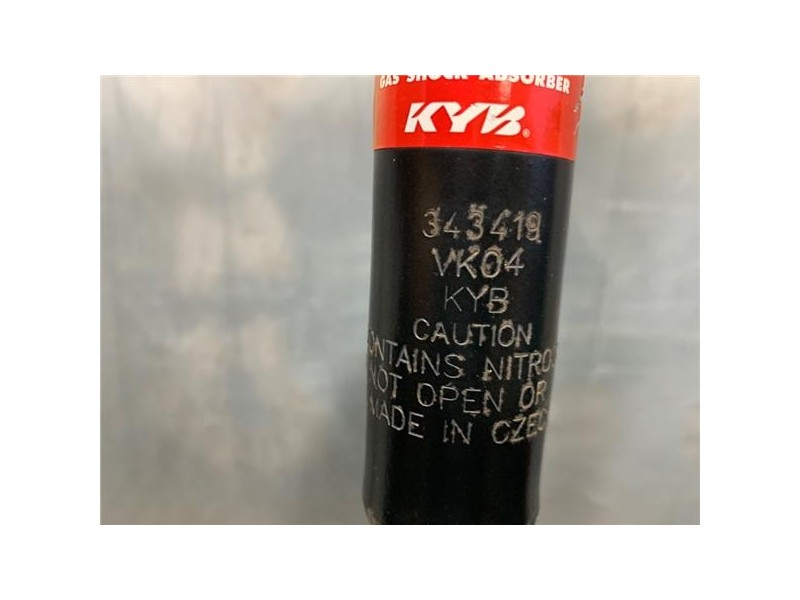 GAS SHOCK ABSORBER
KYB®
343419
VK04
KYB
CAUTION
ONTAINS NITRO
NOT OPEN OR
MADE IN CZEC